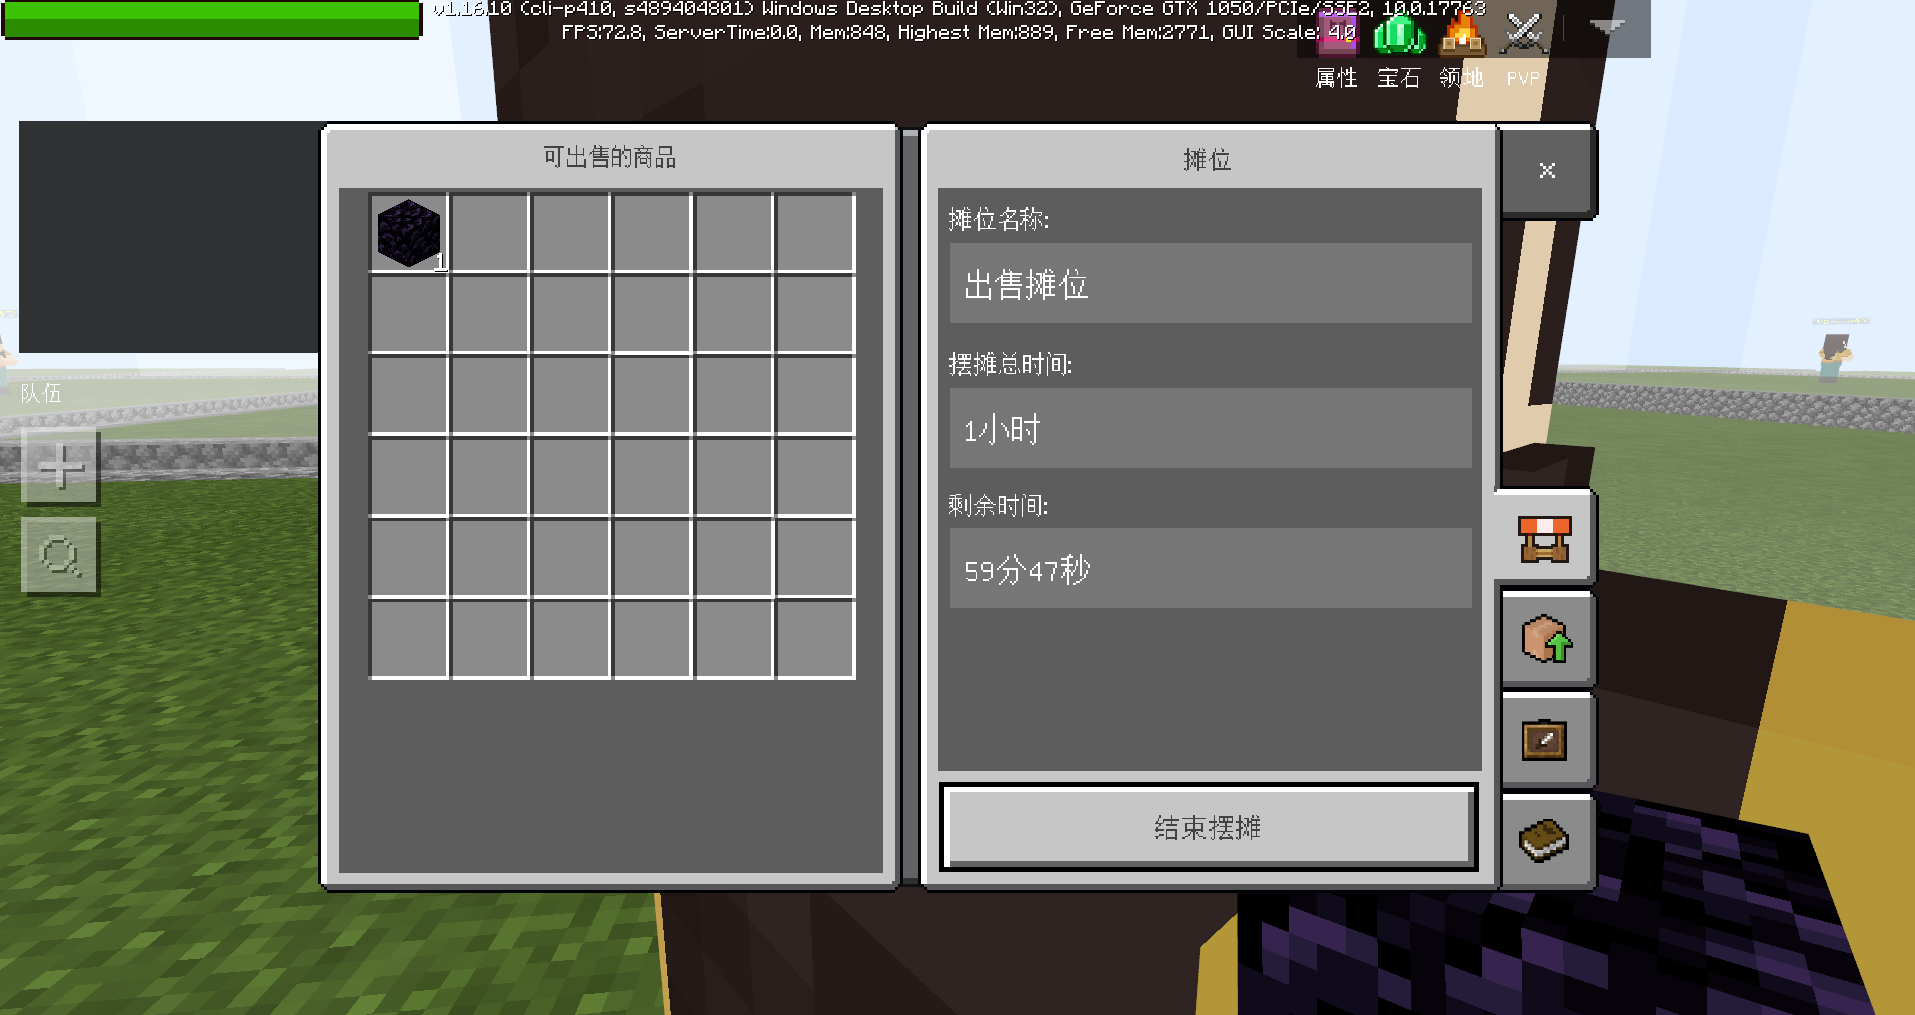 v1.16.10 (cli-p410, s489404801) Windows Desktop Build (Win32), GeForce GTX 1050/PCIe/SSE2, 10.0.17763
FPS:72.8, ServerTime:0.0, Mem:848, Highest Mem:889, Free Mem:2771, GUI Scale: 4.0
属性 宝石 领地 PVP
可出售的商品
1
摊位
×
摊位名称:
出售摊位
摆摊总时间:
1小时
剩余时间:
59分47秒
结束摆摊
队伍